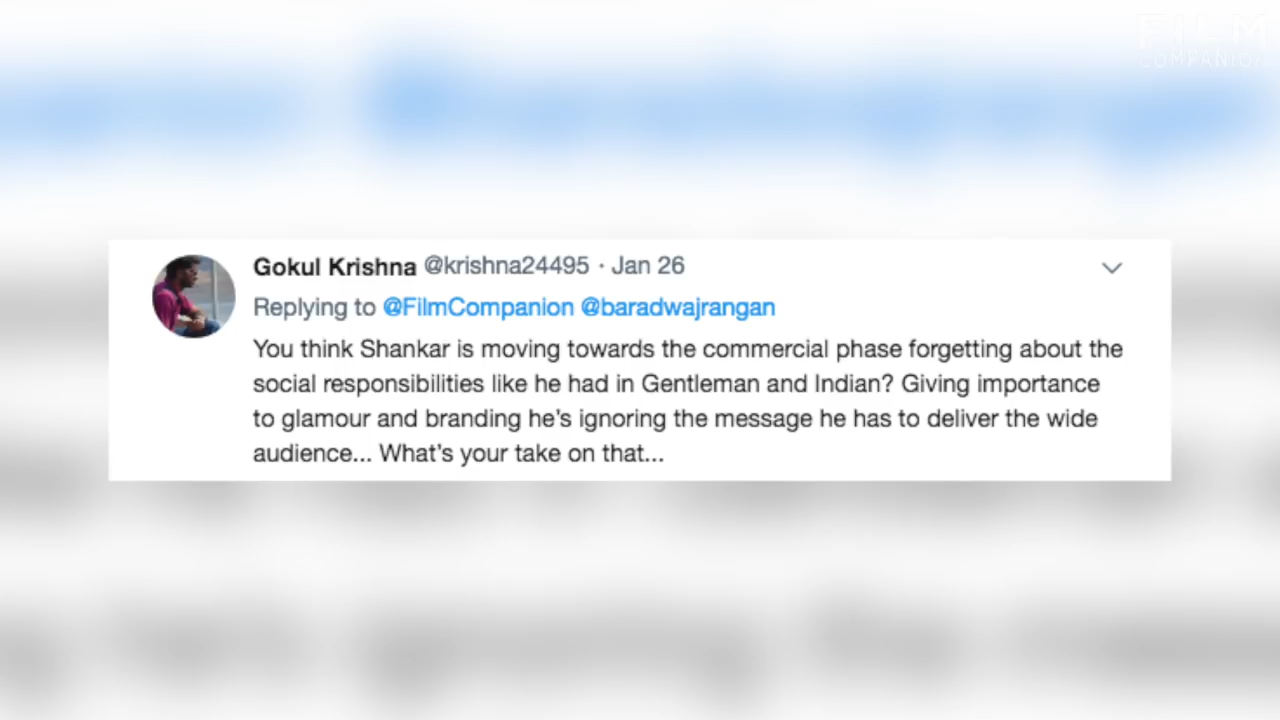 FILM
COMPANION
Gokul Krishna @krishna24495 · Jan 26
Replying to @FilmCompanion @baradwajrangan
You think Shankar is moving towards the commercial phase forgetting about the
social responsibilities like he had in Gentleman and Indian? Giving importance
to glamour and branding he's ignoring the message he has to deliver the wide
audience... What's your take on that...